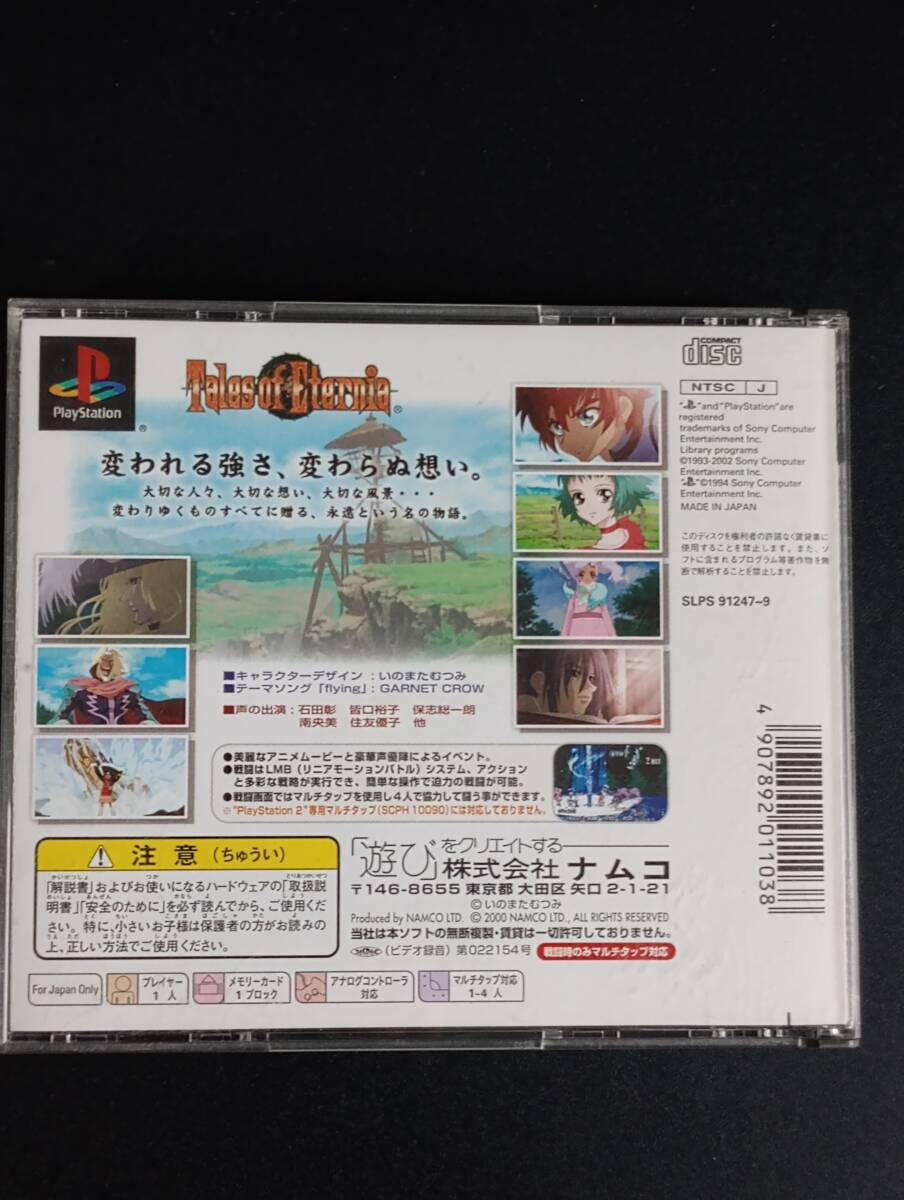 PlayStation
®
Tales of Eternia
®
変われる強さ、変わらぬ想い。
大切な人々、大切な想い、大切な風景・・・
変わりゆくものすべてに贈る、永遠という名の物語。
■キャラクターデザイン：いのまたむつみ
■テーマソング「flying」：GARNET CROW
■声の出演：石田彰　皆口裕子　保志総一朗
南央美　住友優子　他
●美麗なアニメムービーと豪華声優陣によるイベント。
●戦闘はLMB（リニアモーションバトル）システム、アクション
と多彩な戦略が実行でき、簡単な操作で迫力の戦闘が可能。
●戦闘画面ではマルチタップを使用し4人で協力して闘う事ができます。
※"PlayStation 2"専用マルチタップ（SCPH 10090）には対応しておりません。
注意（ちゅうい）
「解説書」およびお使いになるハードウェアの「取扱説
明書」「安全のために」を必ず読んでから、ご使用くだ
さい。特に、小さいお子様は保護者の方がお読みの
上、正しい方法でご使用ください。
「遊び」をクリエイトする
株式会社 ナムコ
〒146-8655 東京都 大田区 矢口 2-1-21
©いのまたむつみ
Produced by NAMCO LTD. © 2000 NAMCO LTD., ALL RIGHTS RESERVED
当社は本ソフトの無断複製・賃貸は一切許可しておりません。
（ビデオ録音）第022154号 戦闘時のみマルチタップ対応
For Japan Only
プレイヤー
1人
メモリーカード
1ブロック
アナログコントローラ
対応
マルチタップ対応
1~4人
COMPACT
disc
NTSC J
"PS" and "PlayStation" are
registered
trademarks of Sony Computer
Entertainment Inc.
Library programs
©1993-2002 Sony Computer
Entertainment Inc.
"PS" ©1994 Sony Computer
Entertainment Inc.
MADE IN JAPAN
このディスクを権利者の許諾なく賃貸業に
使用することを禁止します。また、ソ
フトに含まれるプログラム等著作物を無
断で解析することを禁止します。
SLPS 91247~9
4 907892 011038